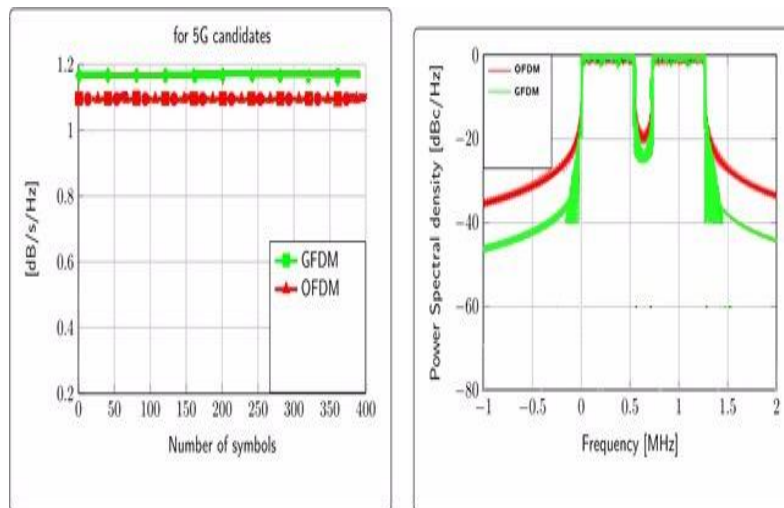 for 5G candidates
1.2
1
0.8
0.6
0.4
0.2
[dB/s/Hz]
GFDM
OFDM
0 50 100 150 200 250 300 350 400
Number of symbols
0
−20
−40
−60
−80
Power Spectral density [dBc/Hz]
OFDM
GFDM
−1 −0.5 0 0.5 1 1.5 2
Frequency [MHz]